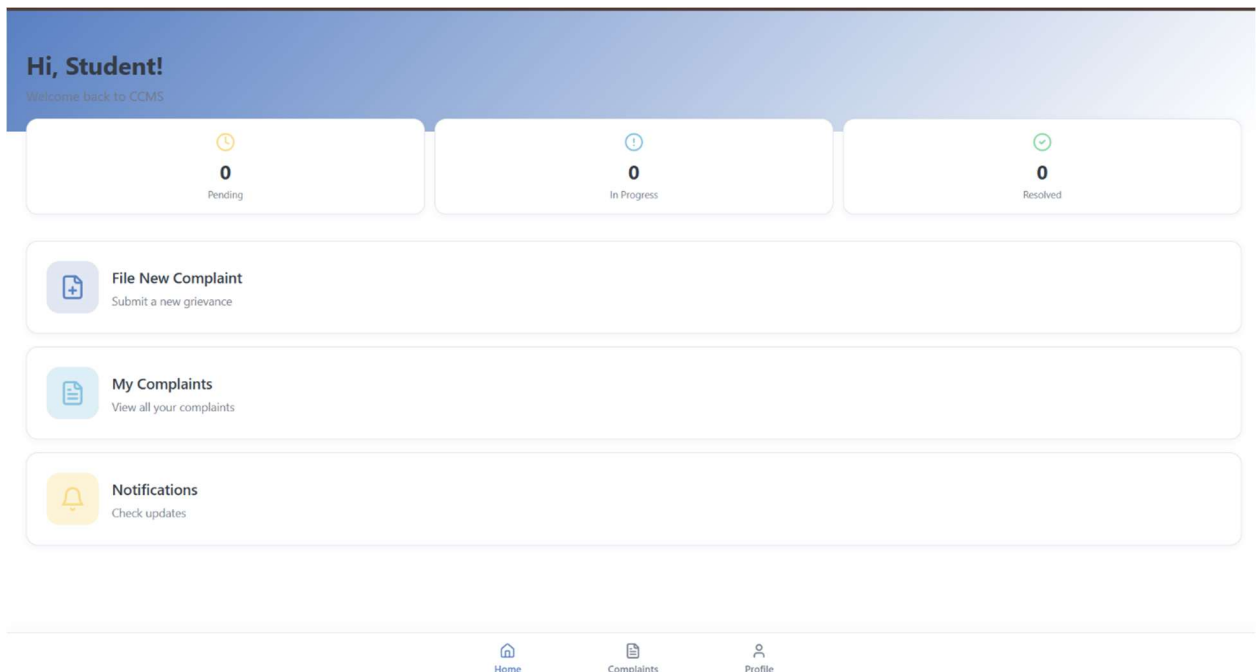 Hi, Student!
Welcome back to CCMS
0
Pending
0
In Progress
0
Resolved
File New Complaint
Submit a new grievance
My Complaints
View all your complaints
Notifications
Check updates
Home
Complaints
Profile